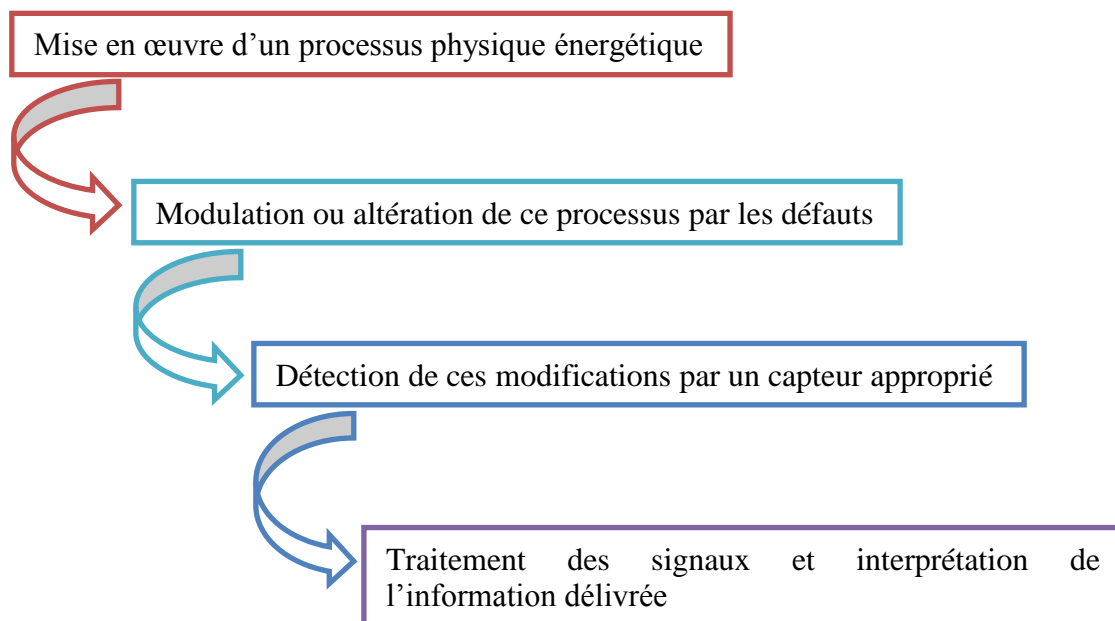 Mise en œuvre d’un processus physique énergétique
Modulation ou altération de ce processus par les défauts
Détection de ces modifications par un capteur approprié
Traitement des signaux et interprétation de
l’information délivrée